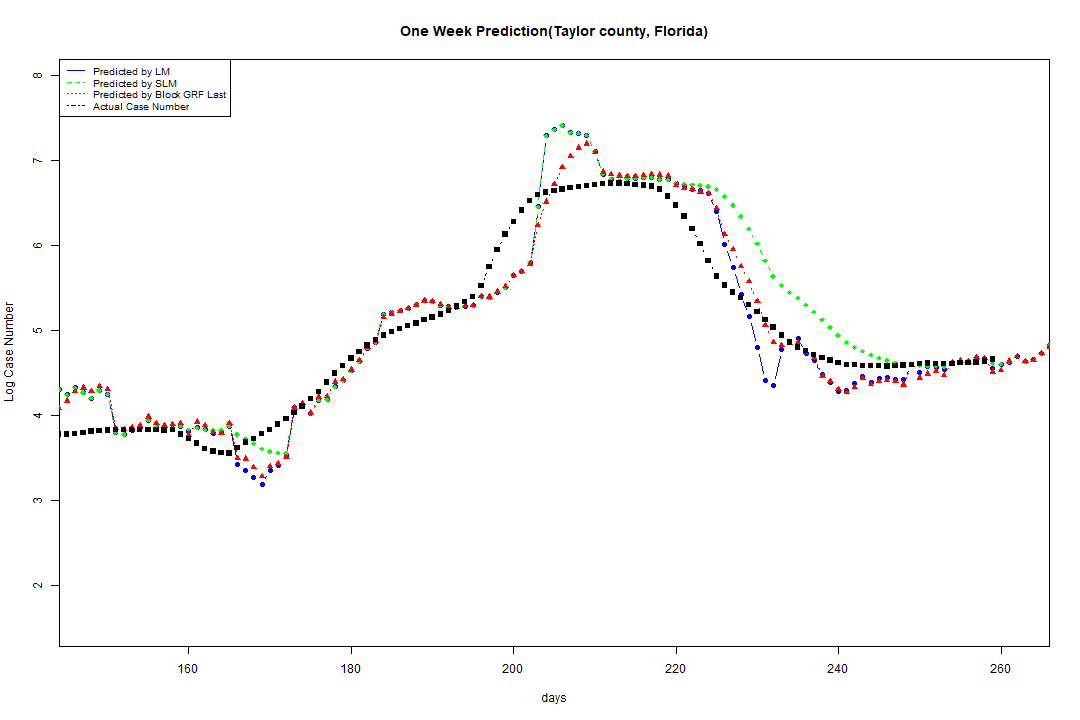 One Week Prediction(Taylor county, Florida)
Predicted by LM
Predicted by SLM
Predicted by Block GRF Last
Actual Case Number
8
7
6
5
4
3
2
Log Case Number
160 180 200 220 240 260
days